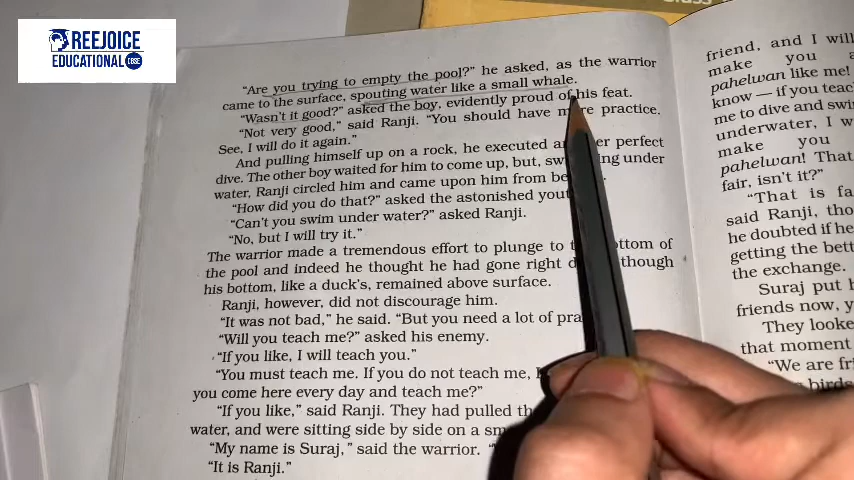 REEJOICE
EDUCATIONAL CBSE
"Are you trying to empty the pool?" he asked, as the warrior
came to the surface, spouting water like a small whale.
"Wasn't it good?" asked the boy, evidently proud of his feat.
"Not very good," said Ranji. "You should have more practice.
See, I will do it again."
And pulling himself up on a rock, he executed another perfect
dive. The other boy waited for him to come up, but, swimming under
water, Ranji circled him and came upon him from be
"How did you do that?" asked the astonished yout
"Can't you swim under water?" asked Ranji.
"No, but I will try it."
The warrior made a tremendous effort to plunge to t ottom of
the pool and indeed he thought he had gone right d though
his bottom, like a duck's, remained above surface.
Ranji, however, did not discourage him.
"It was not bad," he said. "But you need a lot of pra
"Will you teach me?" asked his enemy.
"If you like, I will teach you."
"You must teach me. If you do not teach me, I
you come here every day and teach me?"
"If you like," said Ranji. They had pulled th
water, and were sitting side by side on a sm
"My name is Suraj," said the warrior. "
"It is Ranji."
friend, and I will
make you a
pahelwan like me!
know — if you teac
me to dive and swi
underwater, I w
make you
pahelwan! That
fair, isn't it?"
"That is fa
said Ranji, tho
he doubted if he
getting the bett
the exchange.
Suraj put h
friends now, y
They looke
that moment
"We are fri
birds